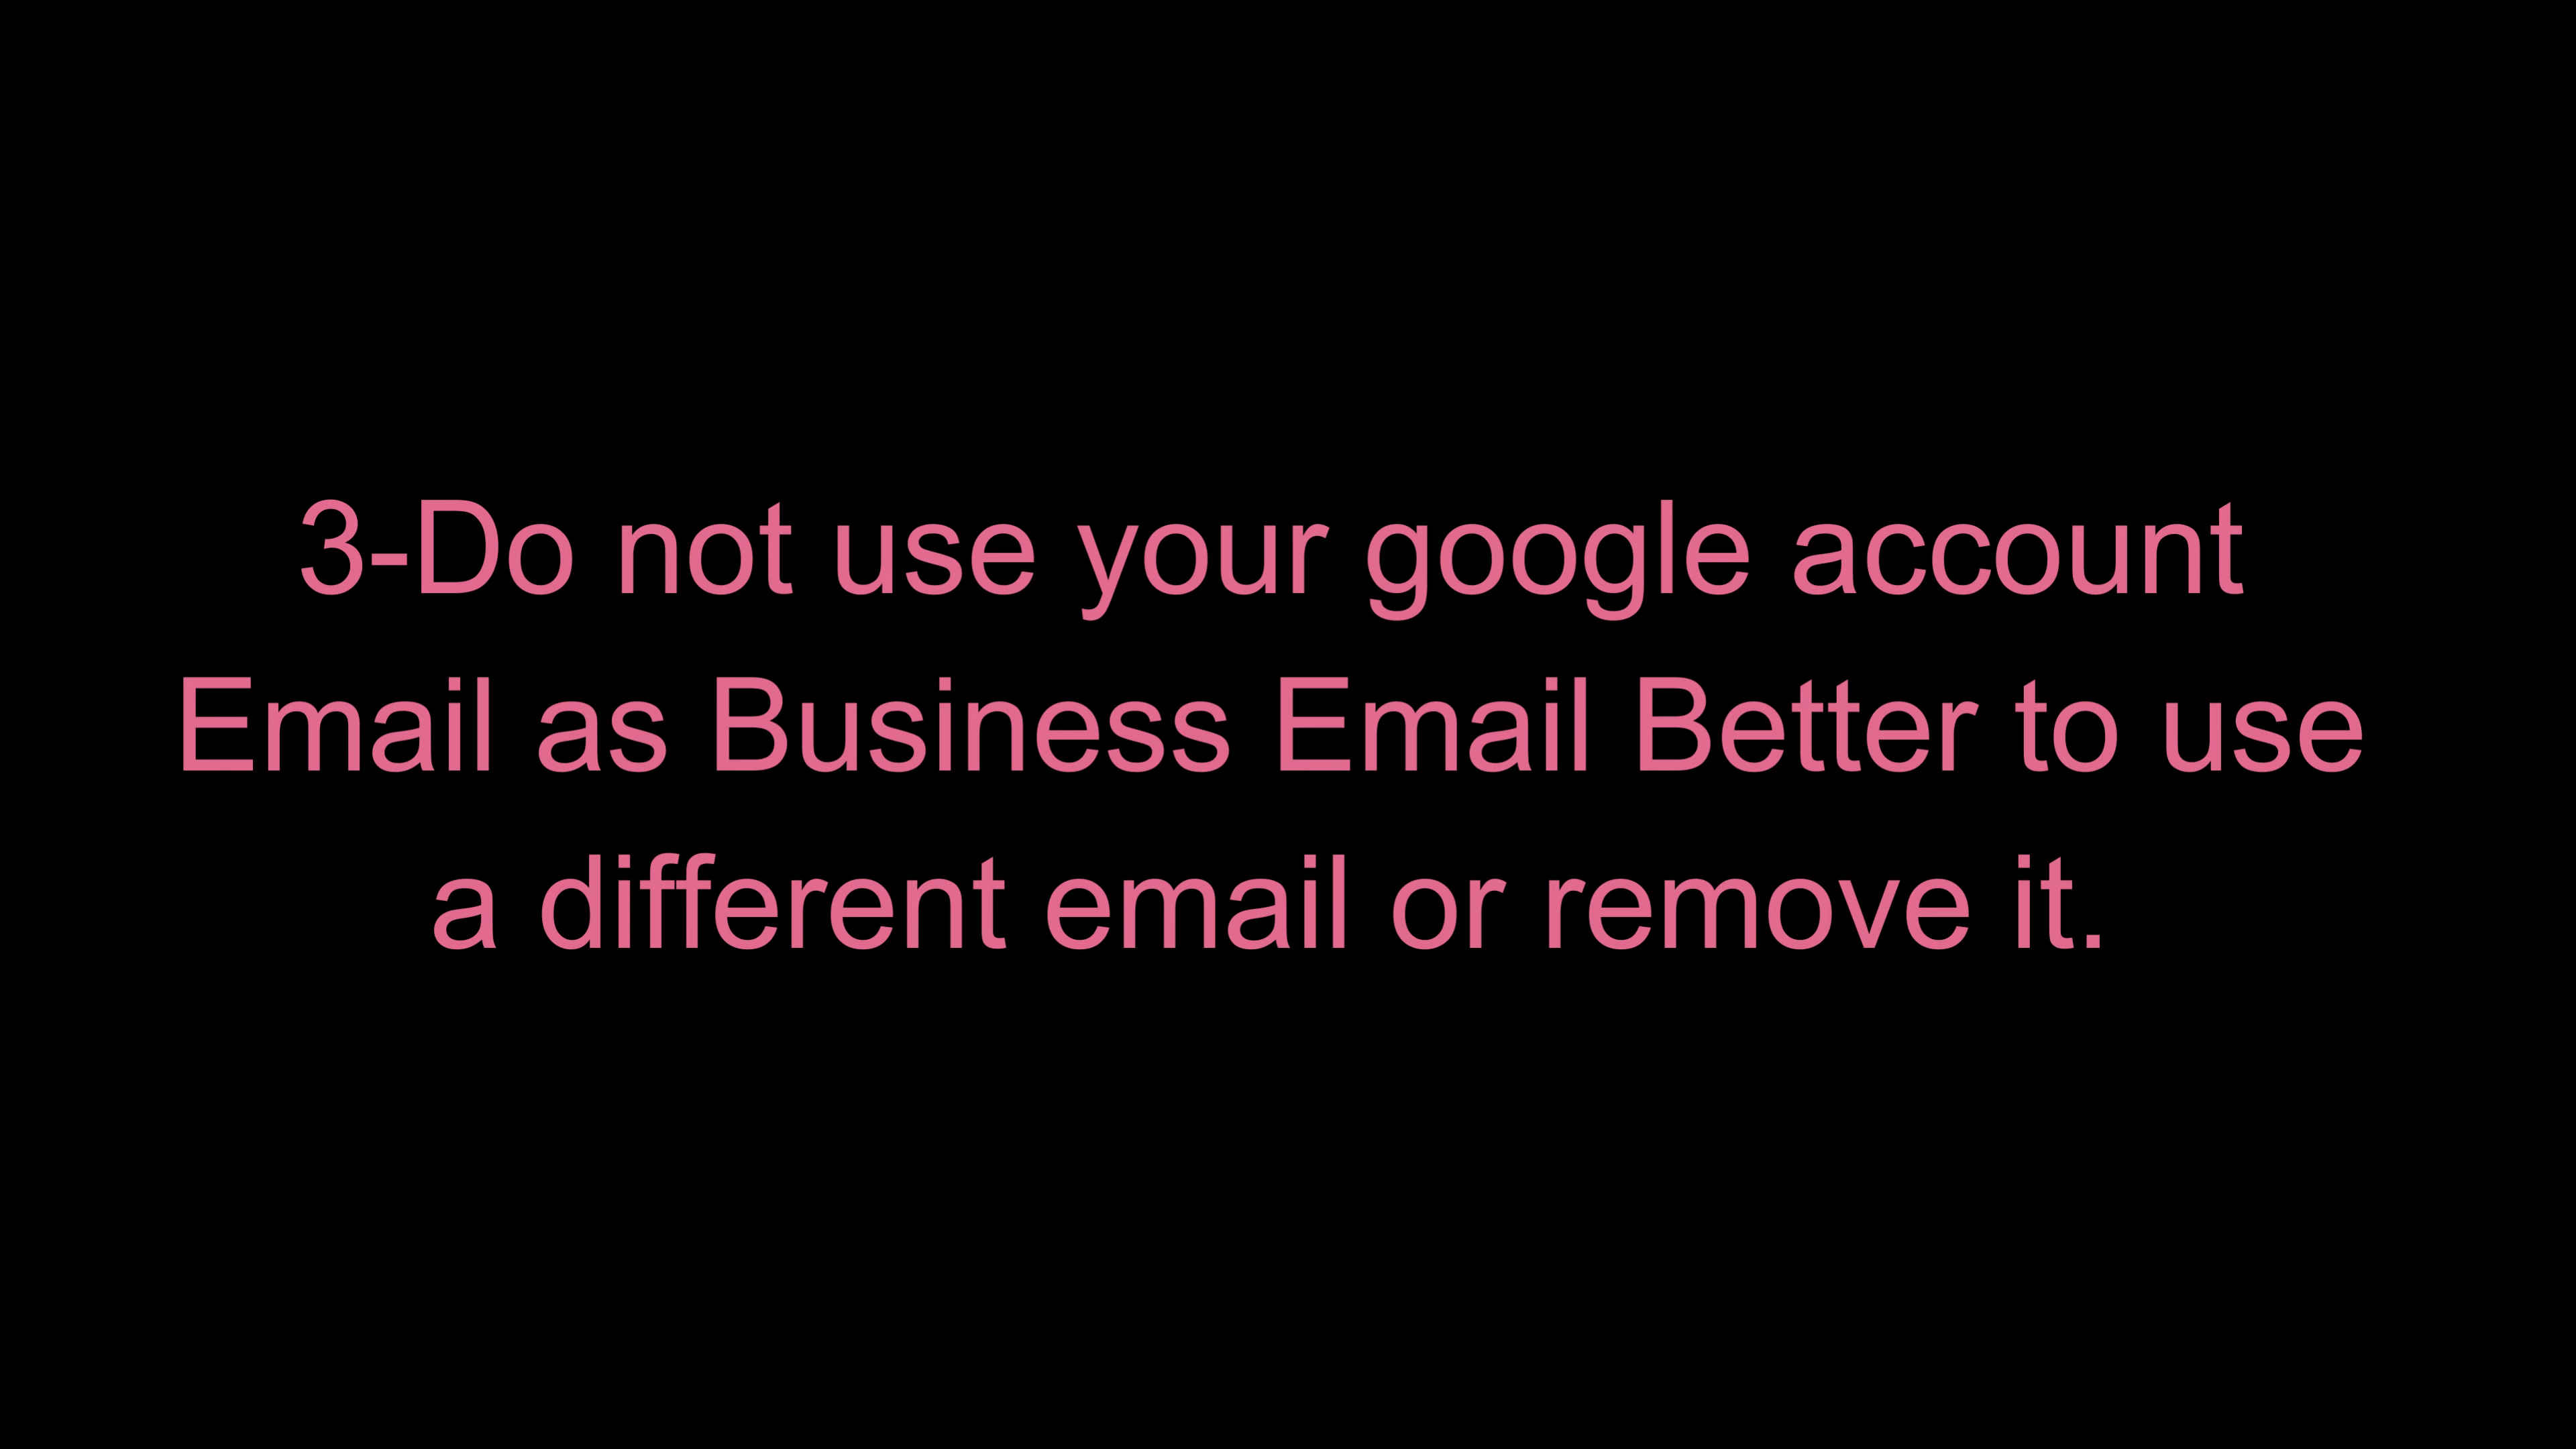 3-Do not use your google account
Email as Business Email Better to use
a different email or remove it.